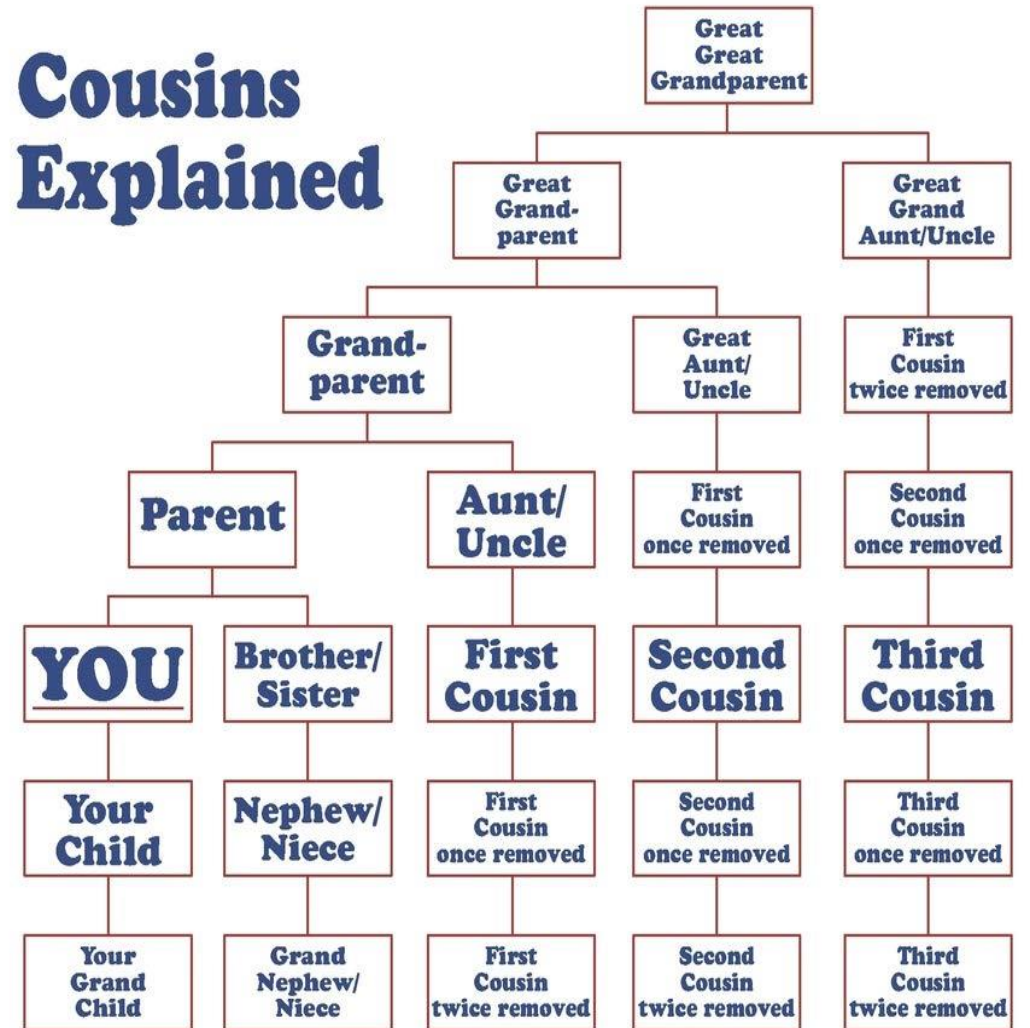 Cousins
Explained
Great
Great
Grandparent
Great
Grand-
parent
Great
Grand
Aunt/Uncle
Grand-
parent
Great
Aunt/
Uncle
First
Cousin
twice removed
Parent
Aunt/
Uncle
First
Cousin
once removed
Second
Cousin
once removed
YOU
Brother/
Sister
First
Cousin
Second
Cousin
Third
Cousin
Your
Child
Nephew/
Niece
First
Cousin
once removed
Second
Cousin
once removed
Third
Cousin
once removed
Your
Grand
Child
Grand
Nephew/
Niece
First
Cousin
twice removed
Second
Cousin
twice removed
Third
Cousin
twice removed